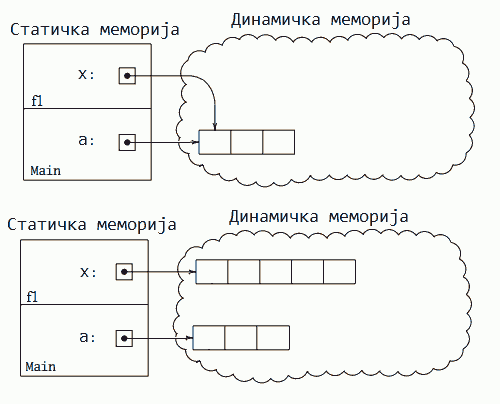 Статичка меморија
Динамичка меморија
x:
f1
a:
Main
Статичка меморија
Динамичка меморија
x:
f1
a:
Main